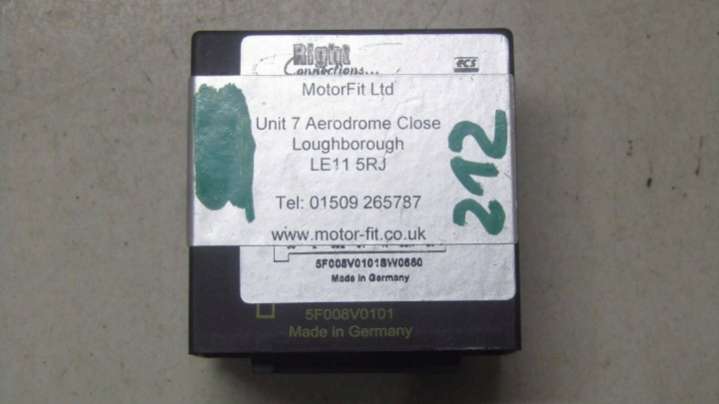 Right
Connections...
ecs
MotorFit Ltd
Unit 7 Aerodrome Close
Loughborough
LE11 5RJ
Tel: 01509 265787
www.motor-fit.co.uk
212
5F008V0101SW0660
Made in Germany
5F008V0101
Made in Germany